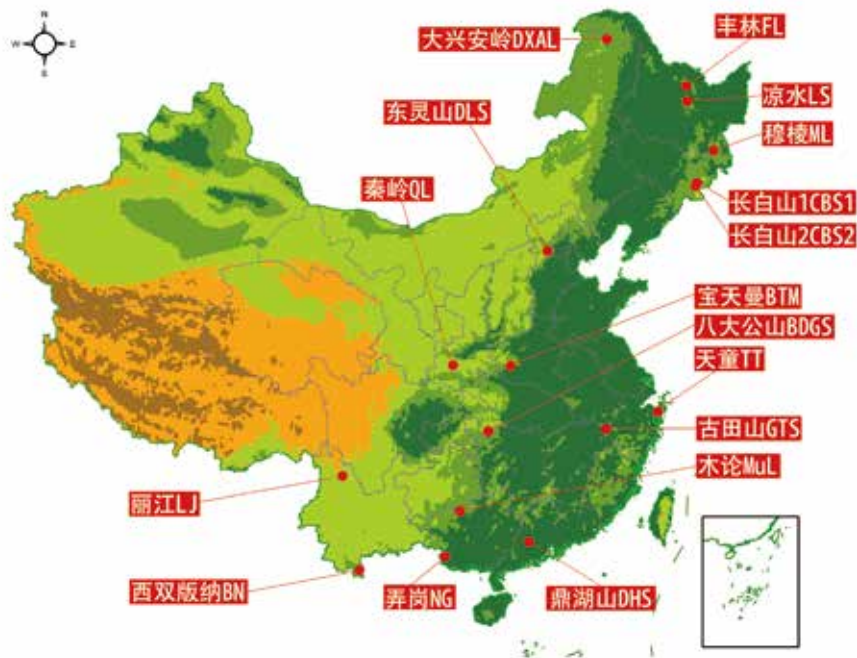 N
W
E
S
大兴安岭DXAL
丰林FL
凉水LS
东灵山DLS
穆棱ML
秦岭QL
长白山1CBS1
长白山2CBS2
宝天曼BTM
八大公山BDGS
天童TT
古田山GTS
木论MuL
丽江LJ
西双版纳BN
弄岗NG
鼎湖山DHS